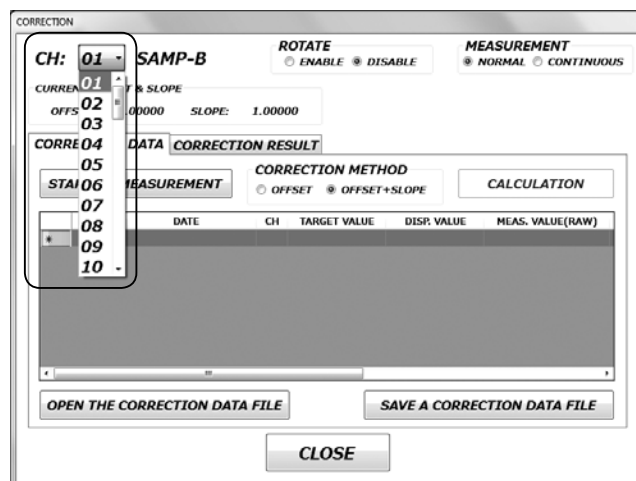 CORRECTION
CH: 01 SAMP-B
ROTATE
ENABLE DISABLE
MEASUREMENT
NORMAL CONTINUOUS
01
02
03
04
05
06
07
08
09
10
CURREN T & SLOPE
OFFS .00000 SLOPE: 1.00000
CORRE DATA CORRECTION RESULT
STA MEASUREMENT
CORRECTION METHOD
OFFSET OFFSET+SLOPE
CALCULATION
DATE CH TARGET VALUE DISP. VALUE MEAS. VALUE(RAW)
*
OPEN THE CORRECTION DATA FILE SAVE A CORRECTION DATA FILE
CLOSE